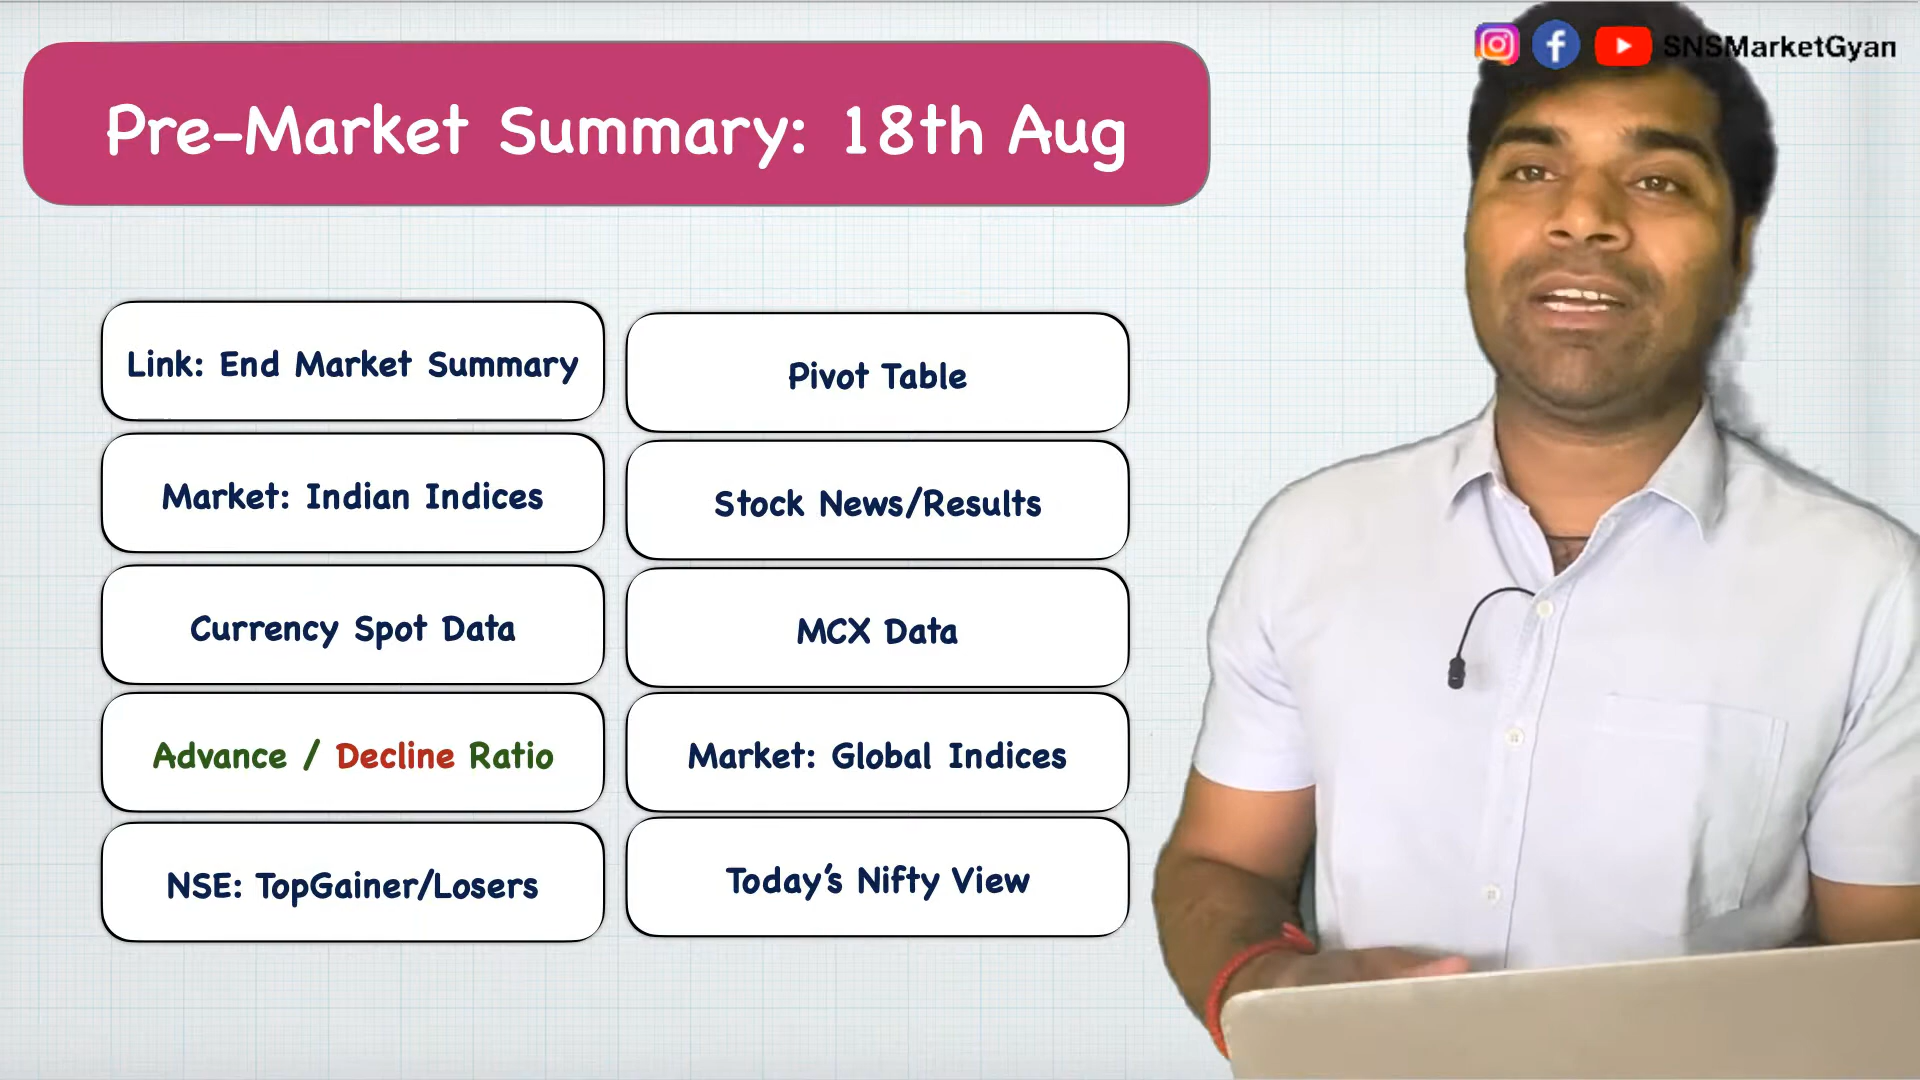 SNSMarketGyan
Pre-Market Summary: 18th Aug
Link: End Market Summary
Market: Indian Indices
Currency Spot Data
Advance / Decline Ratio
NSE: TopGainer/Losers
Pivot Table
Stock News/Results
MCX Data
Market: Global Indices
Today's Nifty View